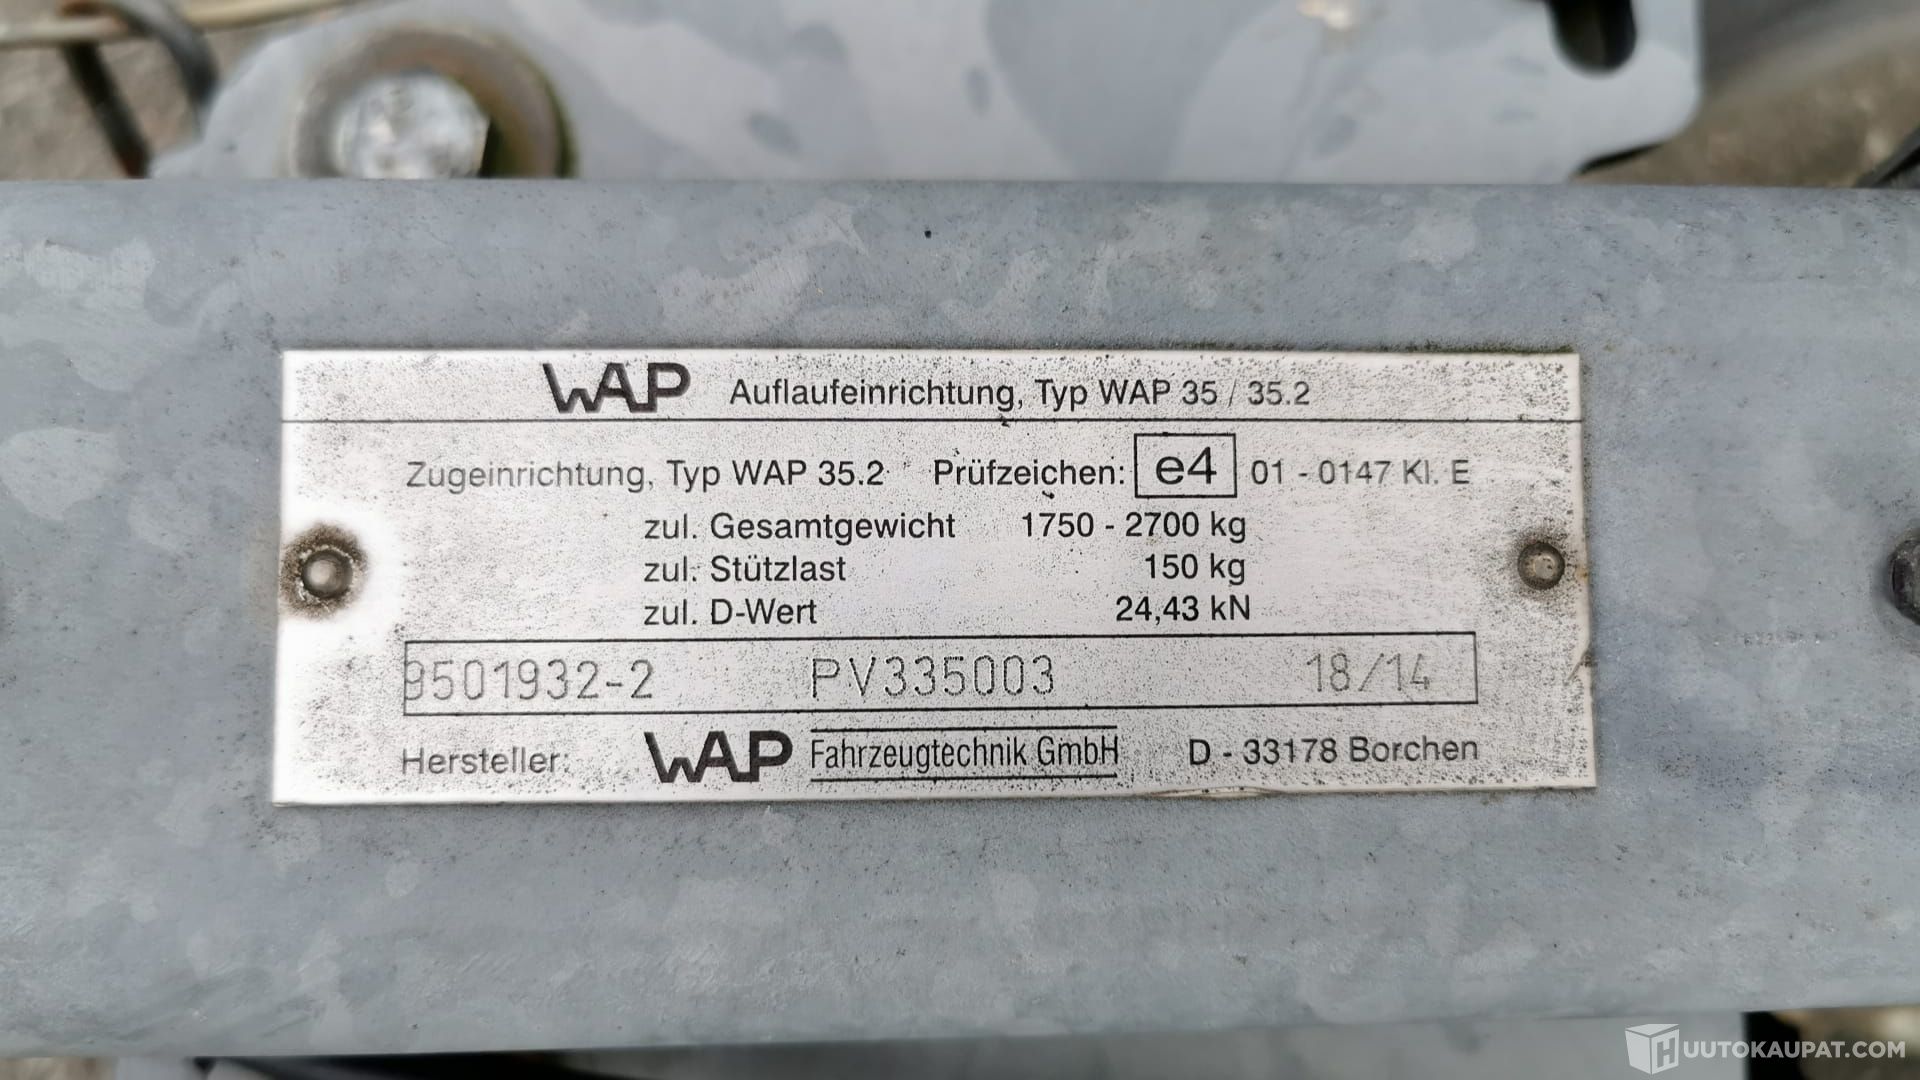 WAP Auflaufeinrichtung, Typ WAP 35 / 35.2
Zugeinrichtung, Typ WAP 35.2 Prüfzeichen: e4 01 - 0147 Kl. E
zul. Gesamtgewicht 1750 - 2700 kg
zul. Stützlast 150 kg
zul. D-Wert 24,43 kN
9501932-2 PV335003 18/14
Hersteller: WAP Fahrzeugtechnik GmbH D - 33178 Borchen
HUUTOKAUPAT.COM